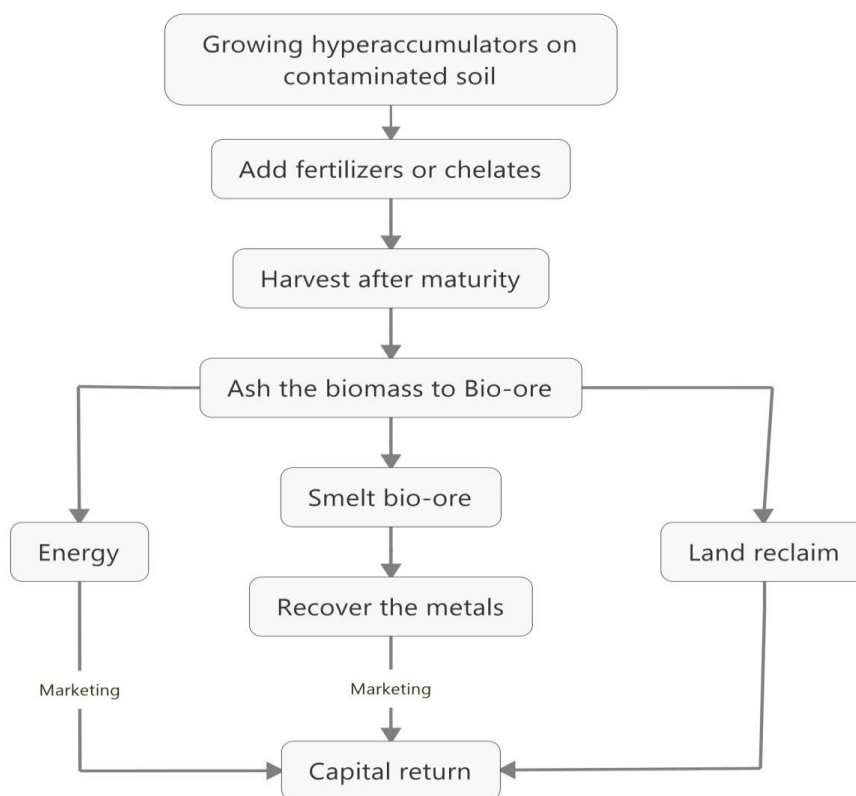 Growing hyperaccumulators on
contaminated soil
Add fertilizers or chelates
Harvest after maturity
Ash the biomass to Bio-ore
Smelt bio-ore
Energy
Land reclaim
Recover the metals
Marketing
Marketing
Capital return